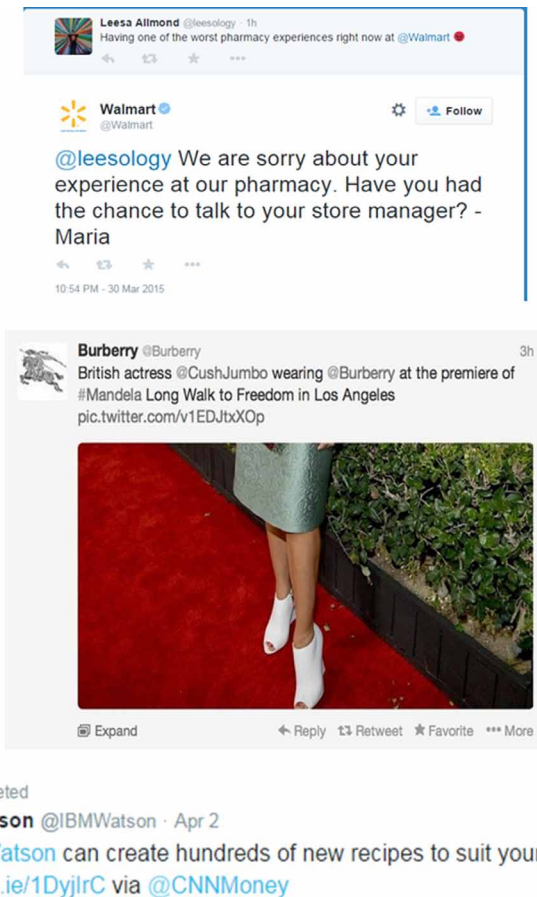 Leesa Allmond @leesology · 1h
Having one of the worst pharmacy experiences right now at @Walmart
Walmart
@Walmart
Follow
@leesology We are sorry about your
experience at our pharmacy. Have you had
the chance to talk to your store manager? -
Maria
10:54 PM - 30 Mar 2015
Burberry @Burberry 3h
British actress @CushJumbo wearing @Burberry at the premiere of
#Mandela Long Walk to Freedom in Los Angeles
pic.twitter.com/v1EDJtxXOp
Expand Reply Retweet Favorite More
eted
son @IBMWatson · Apr 2
atson can create hundreds of new recipes to suit your
.ie/1DyjIrC via @CNNMoney